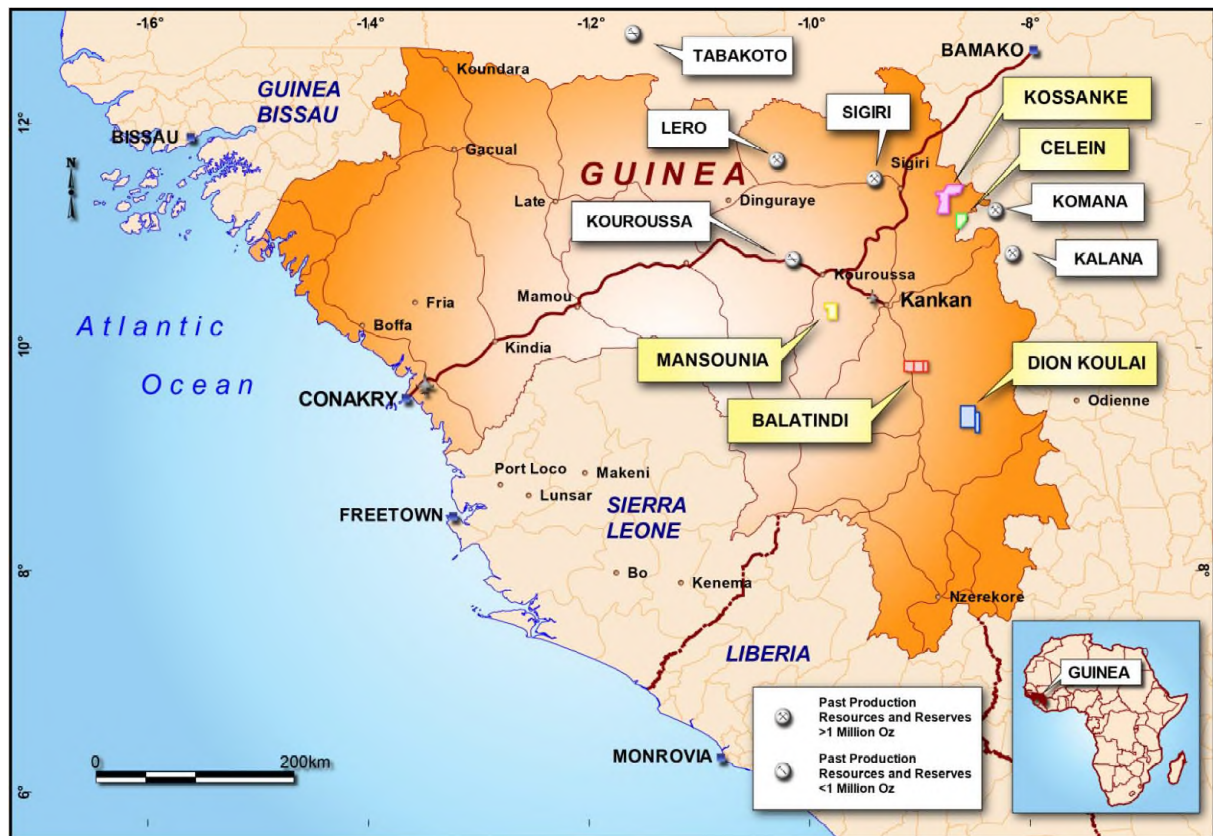 -16°
-14°
-12°
-10°
-8°
TABAKOTO
BAMAKO
Koundara
GUINEA
BISSAU
KOSSANKE
12°
BISSAU
LERO
SIGIRI
N
Gacual
Sigiri
CELEIN
GUINEA
Late
Dinguraye
KOMANA
KOUROUSSA
KALANA
Kouroussa
Fria
Mamou
Kankan
Atlantic
Ocean
Boffa
10°
Kindia
MANSOUNIA
DION KOULAI
CONAKRY
BALATINDI
Odienne
Port Loco
Makeni
Lunsar
FREETOWN
SIERRA
LEONE
8°
Bo
Kenema
8°
Nzerekore
LIBERIA
GUINEA
Past Production
Resources and Reserves
>1 Million Oz
MONROVIA
Past Production
Resources and Reserves
<1 Million Oz
0
200km
6°